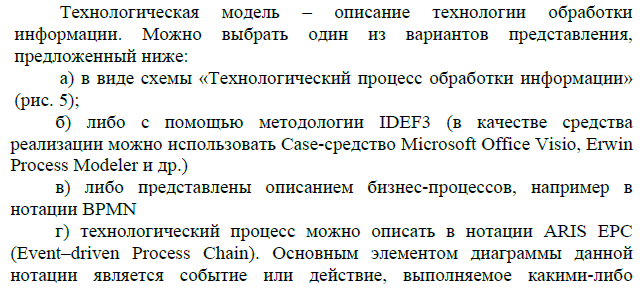 Технологическая модель – описание технологии обработки
информации. Можно выбрать один из вариантов представления,
предложенный ниже:
а) в виде схемы «Технологический процесс обработки информации»
(рис. 5);
б) либо с помощью методологии IDEF3 (в качестве средства
реализации можно использовать Case-средство Microsoft Office Visio, Erwin
Process Modeler и др.)
в) либо представлены описанием бизнес-процессов, например в
нотации BPMN
г) технологический процесс можно описать в нотации ARIS EPC
(Event–driven Process Chain). Основным элементом диаграммы данной
нотации является событие или действие, выполняемое какими-либо